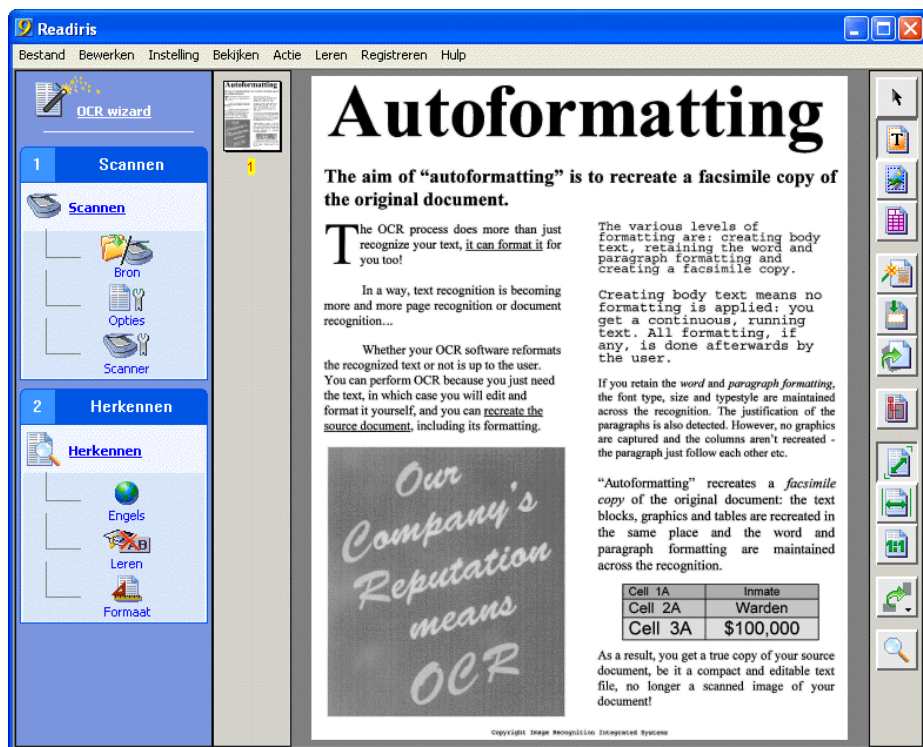 9 Readiris
Bestand Bewerken Instelling Bekijken Actie Leren Registreren Hulp
OCR wizard
1 Scannen
Scannen
Bron
Opties
Scanner
2 Herkennen
Herkennen
Engels
AB
Leren
Formaat
Autoformatting
1
Autoformatting
The aim of “autoformatting” is to recreate a facsimile copy of
the original document.
The OCR process does more than just
recognize your text, it can format it for
you too!
In a way, text recognition is becoming
more and more page recognition or document
recognition...
Whether your OCR software reformats
the recognized text or not is up to the user.
You can perform OCR because you just need
the text, in which case you will edit and
format it yourself, and you can recreate the
source document, including its formatting.
Our
Company's
Reputation
means
OCR
The various levels of
formatting are: creating body
text, retaining the word and
paragraph formatting and
creating a facsimile copy.
Creating body text means no
formatting is applied: you
get a continuous, running
text. All formatting, if
any, is done afterwards by
the user.
If you retain the word and paragraph formatting,
the font type, size and typestyle are maintained
across the recognition. The justification of the
paragraphs is also detected. However, no graphics
are captured and the columns aren't recreated -
the paragraph just follow each other etc.
“Autoformatting” recreates a facsimile
copy of the original document: the text
blocks, graphics and tables are recreated in
the same place and the word and
paragraph formatting are maintained
across the recognition.
Cell 1A Inmate
Cell 2A Warden
Cell 3A $100,000
As a result, you get a true copy of your source
document, be it a compact and editable text
file, no longer a scanned image of your
document!
Copyright Image Recognition Integrated Systems
T
1:1